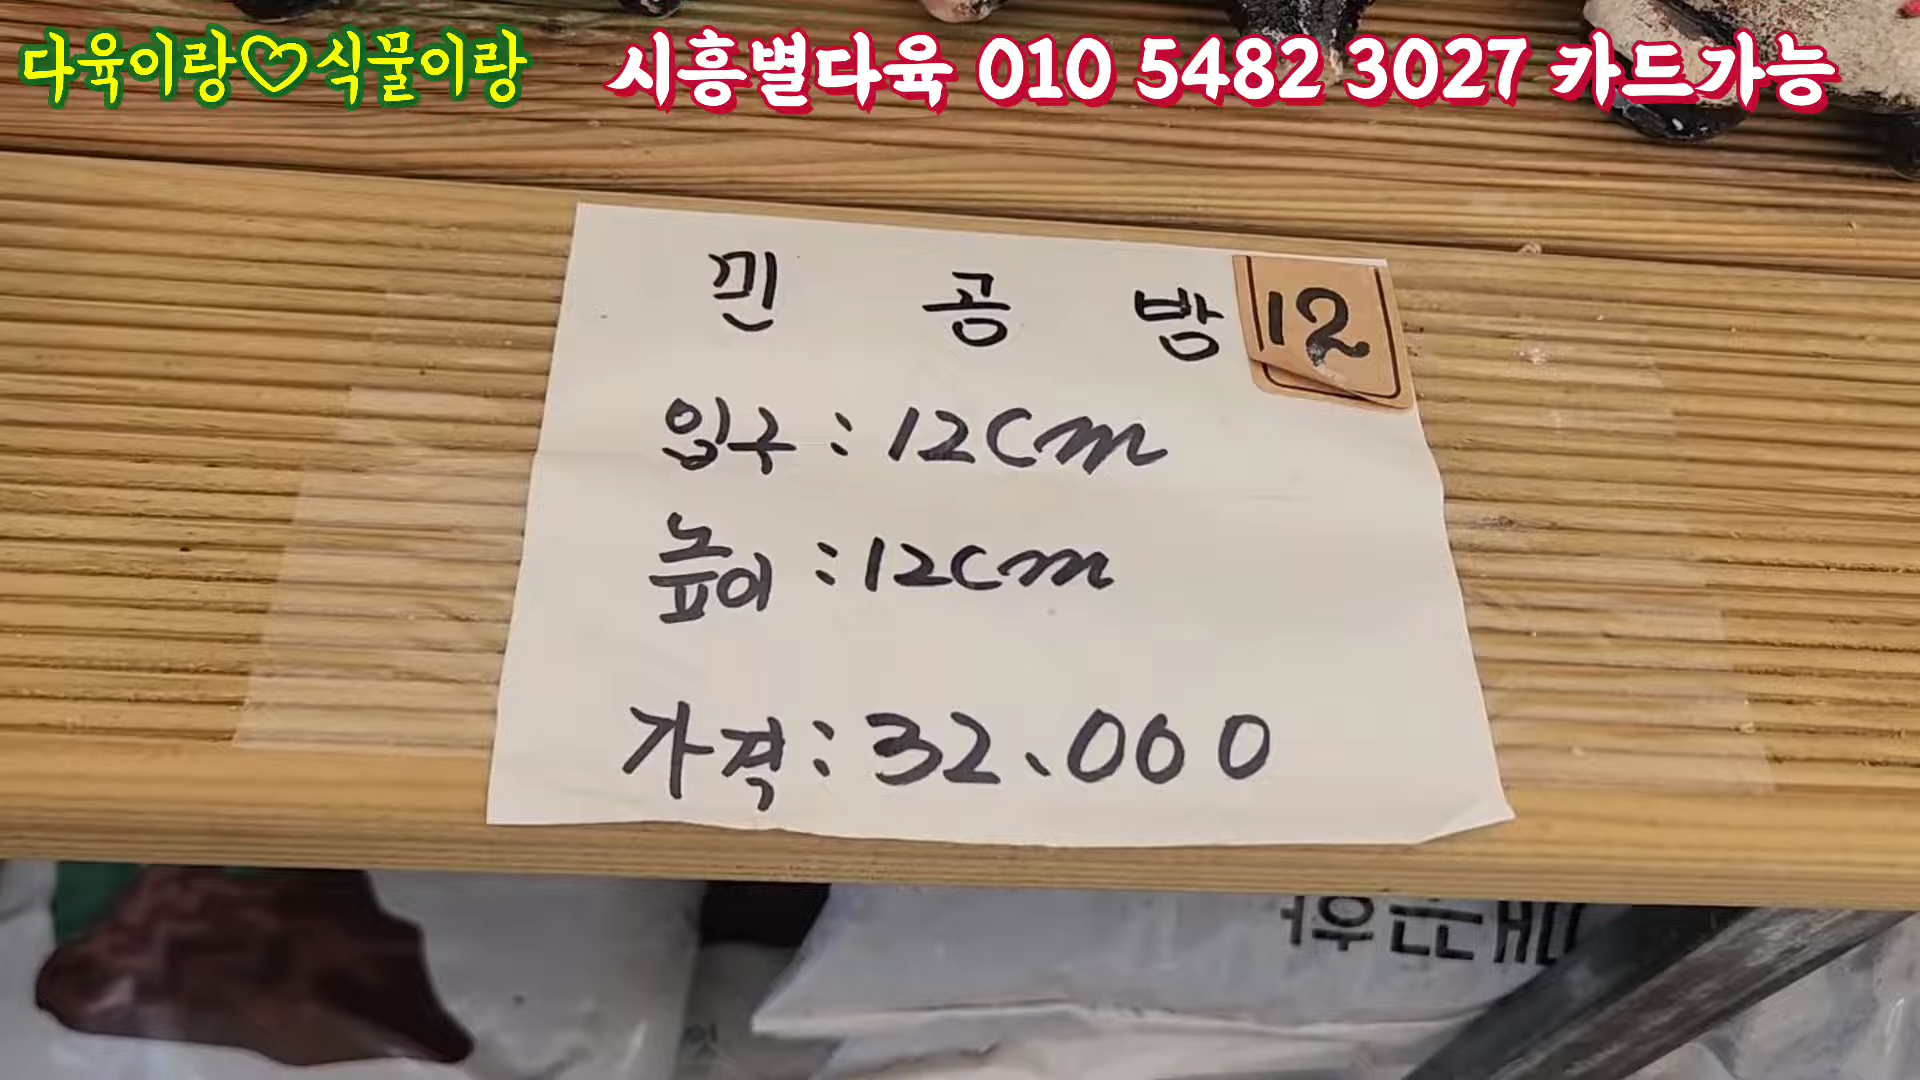 다육이랑♡식물이랑
시흥별다육 010 5482 3027 카드가능
낀 공 방 12
입구 : 12Cm
높이 : 12cm
가격 : 32、000